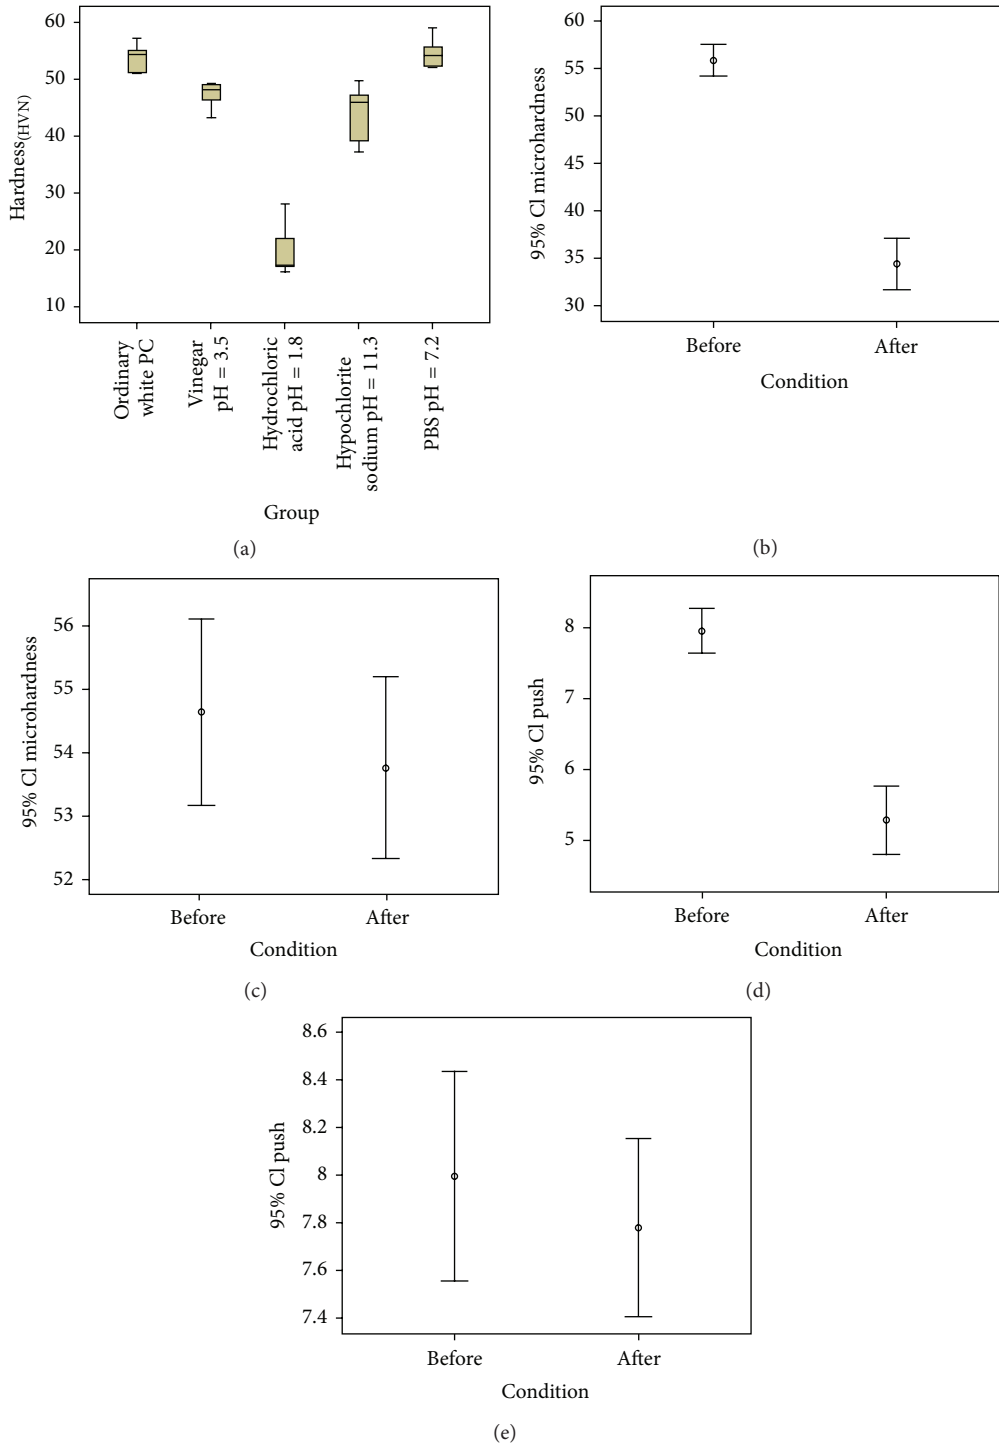 60
50
40
30
20
10
Hardness(HVN)
Ordinary
white PC
Vinegar
pH = 3.5
Hydrochloric
acid pH = 1.8
Hypochlorite
sodium pH = 11.3
PBS pH = 7.2
Group
(a)
60
55
50
45
40
35
30
95% CI microhardness
Before
After
Condition
(b)
56
55
54
53
52
95% CI microhardness
Before
After
Condition
(c)
8
7
6
5
95% CI push
Before
After
Condition
(d)
8.6
8.4
8.2
8
7.8
7.6
7.4
95% CI push
Before
After
Condition
(e)